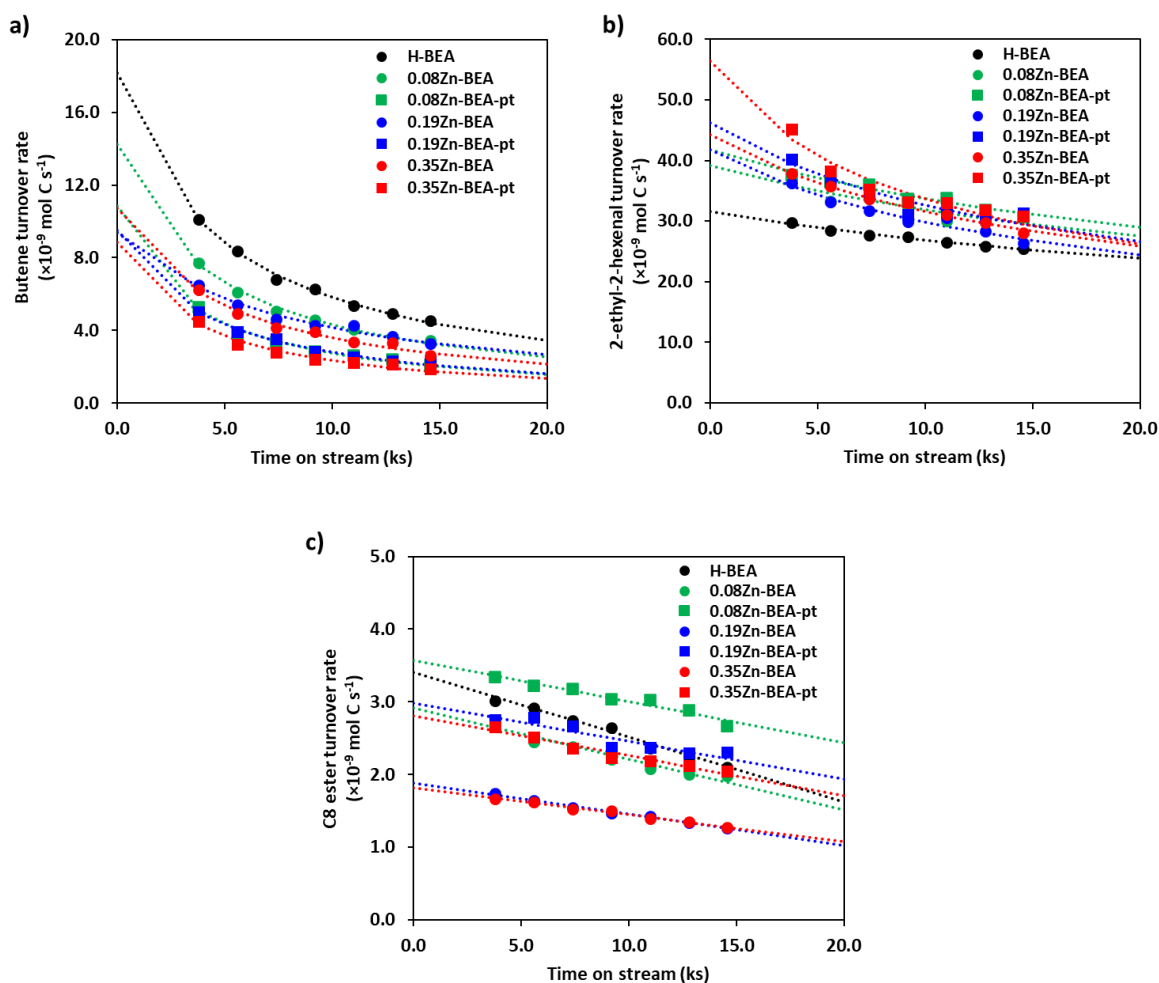 a)
Butene turnover rate
(×10⁻⁹ mol C s⁻¹)
20.0
16.0
12.0
8.0
4.0
0.0
0.0 5.0 10.0 15.0 20.0
Time on stream (ks)
H-BEA
0.08Zn-BEA
0.08Zn-BEA-pt
0.19Zn-BEA
0.19Zn-BEA-pt
0.35Zn-BEA
0.35Zn-BEA-pt
b)
2-ethyl-2-hexenal turnover rate
(×10⁻⁹ mol C s⁻¹)
60.0
50.0
40.0
30.0
20.0
10.0
0.0
0.0 5.0 10.0 15.0 20.0
Time on stream (ks)
H-BEA
0.08Zn-BEA
0.08Zn-BEA-pt
0.19Zn-BEA
0.19Zn-BEA-pt
0.35Zn-BEA
0.35Zn-BEA-pt
c)
C8 ester turnover rate
(×10⁻⁹ mol C s⁻¹)
5.0
4.0
3.0
2.0
1.0
0.0
0.0 5.0 10.0 15.0 20.0
Time on stream (ks)
H-BEA
0.08Zn-BEA
0.08Zn-BEA-pt
0.19Zn-BEA
0.19Zn-BEA-pt
0.35Zn-BEA
0.35Zn-BEA-pt